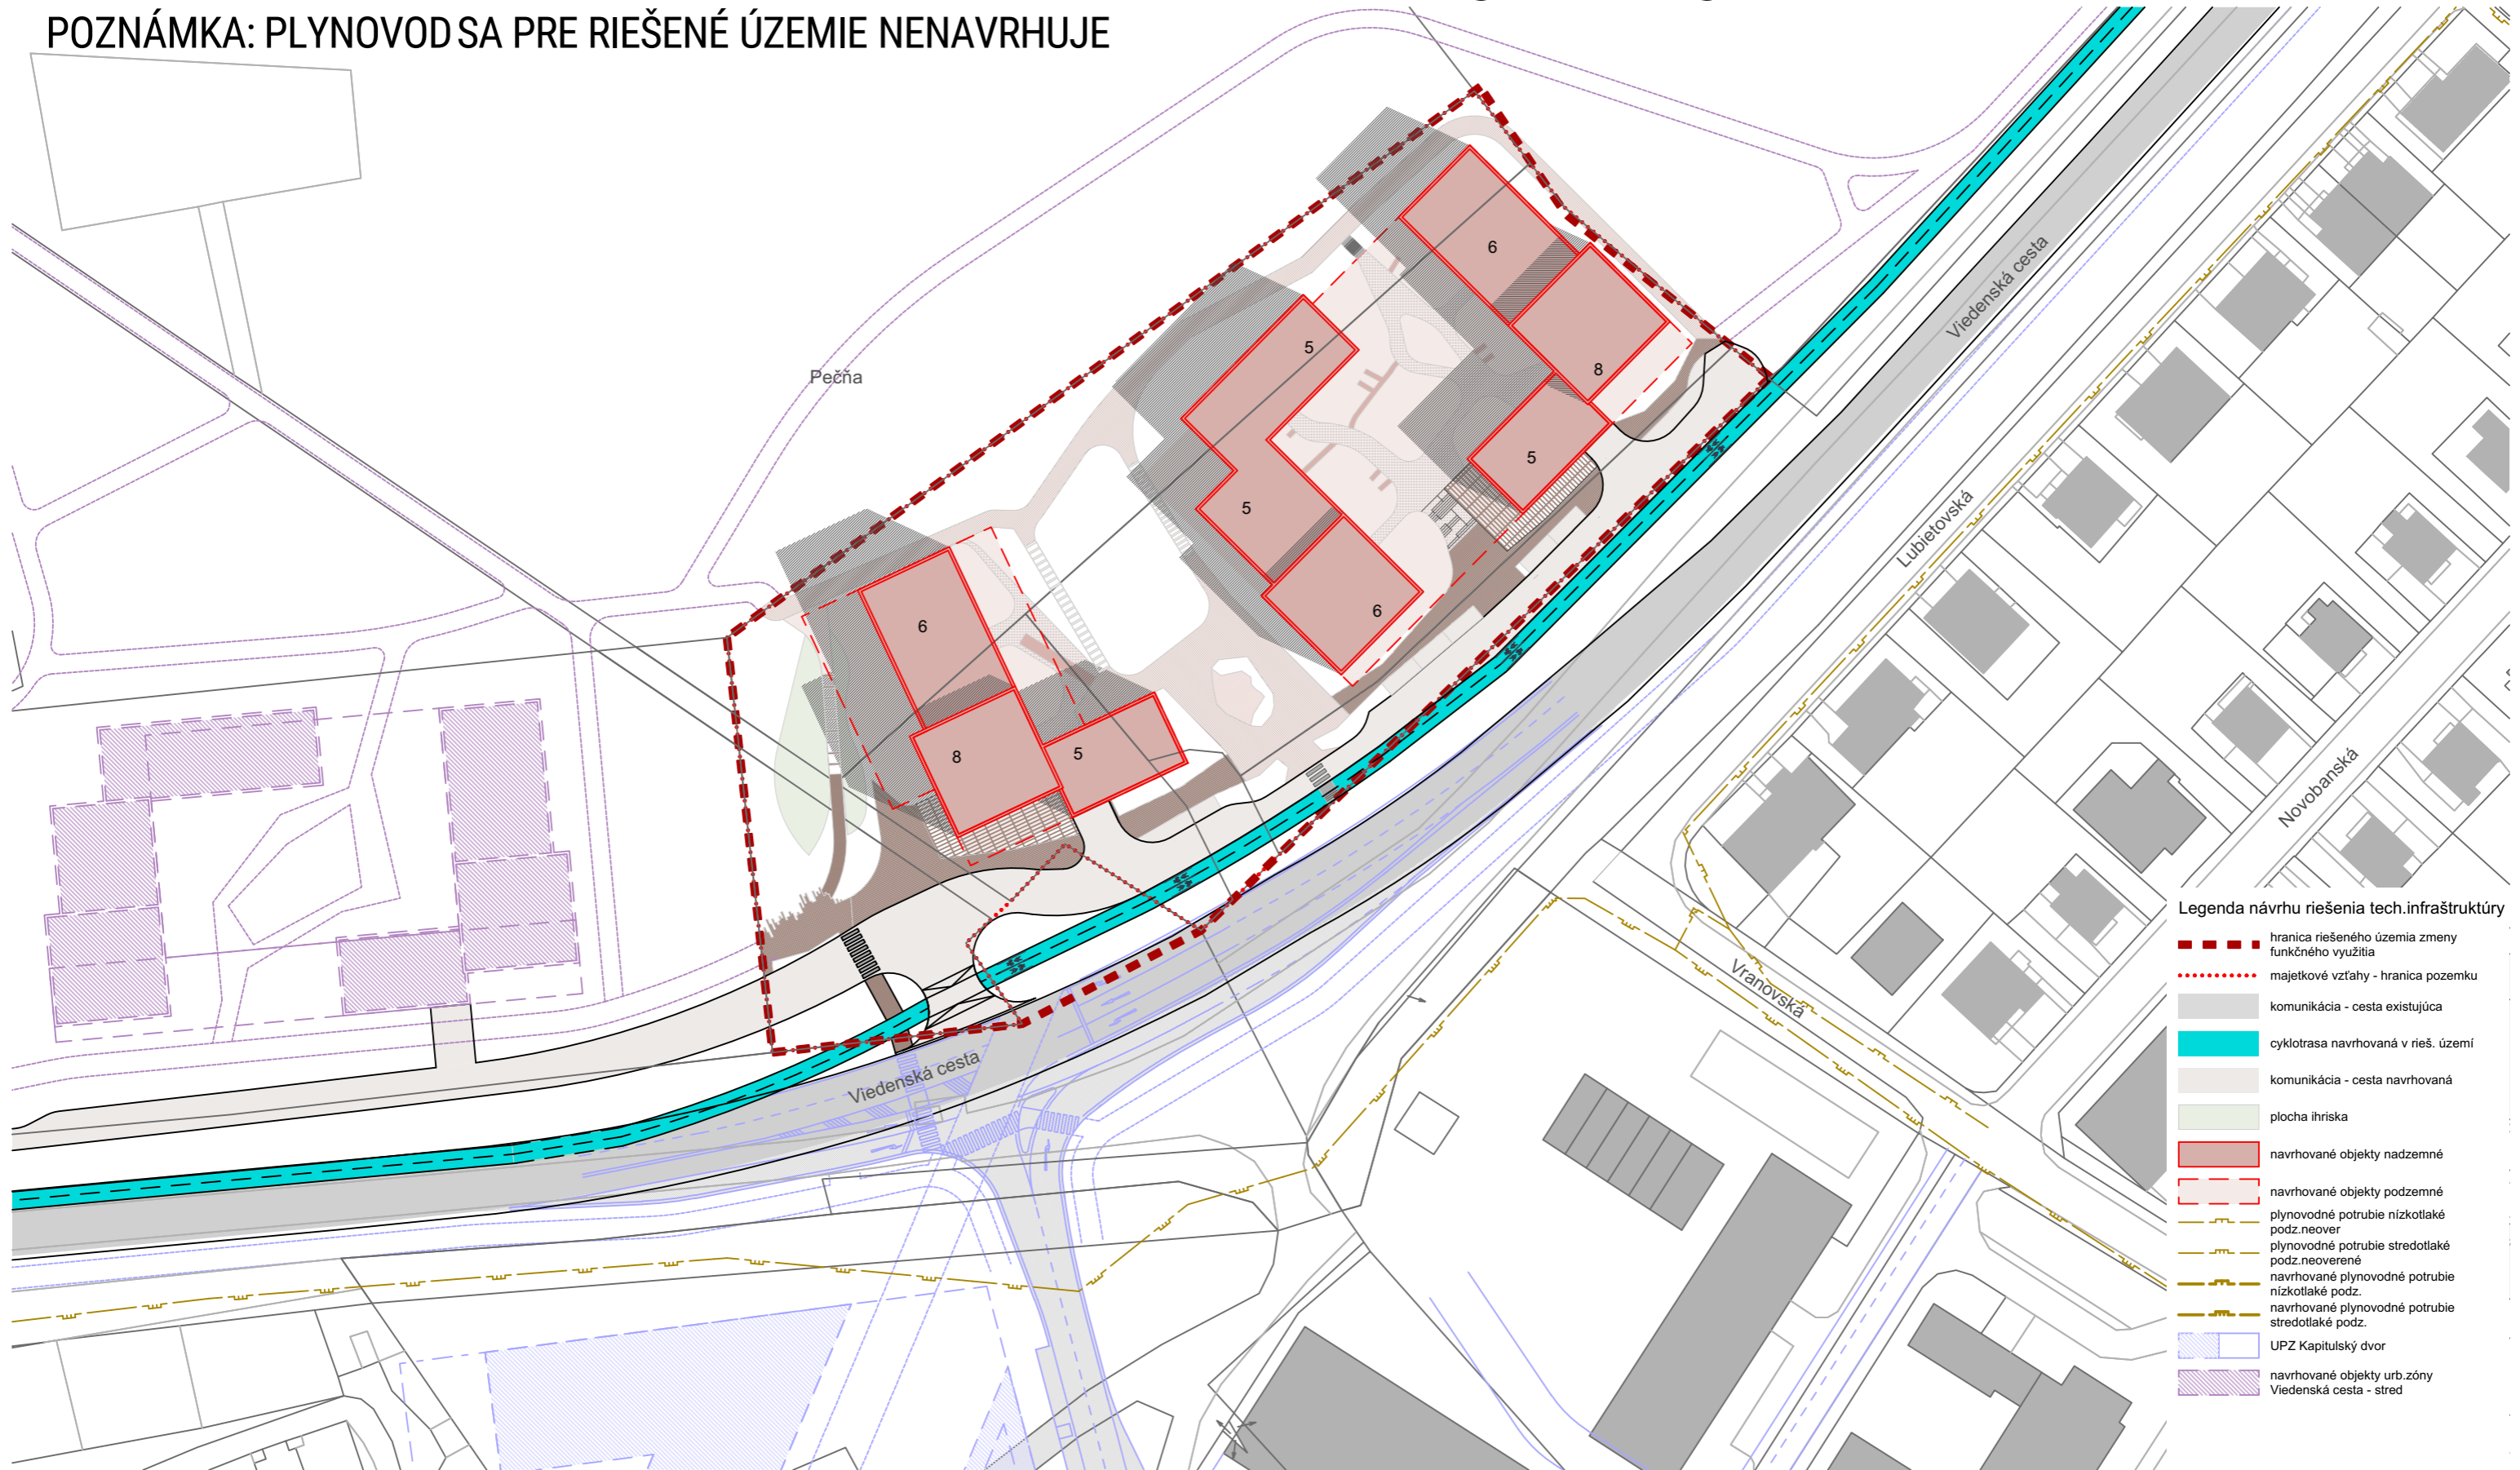 POZNÁMKA: PLYNOVOD SA PRE RIEŠENÉ ÚZEMIE NENAVRHUJE
6
Viedenská cesta
5
8
Pečňa
5
5
Lubietovská
6
6
8
5
Novobanská
Vranovská
Viedenská cesta
Legenda návrhu riešenia tech.infraštruktúry
hranica riešeného územia zmeny
funkčného využitia
majetkové vzťahy - hranica pozemku
komunikácia - cesta existujúca
cyklotrasa navrhovaná v rieš. území
komunikácia - cesta navrhovaná
plocha ihriska
navrhované objekty nadzemné
navrhované objekty podzemné
plynovodné potrubie nízkotlaké
podz.neover
plynovodné potrubie stredotlaké
podz.neoverené
navrhované plynovodné potrubie
nízkotlaké podz.
navrhované plynovodné potrubie
stredotlaké podz.
UPZ Kapitulský dvor
navrhované objekty urb.zóny
Viedenská cesta - stred